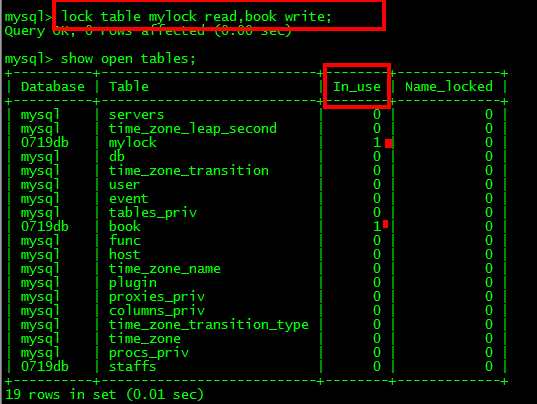 mysql> lock table mylock read,book write;
Query OK, 0 rows affected (0.00 sec)
mysql> show open tables;
+----------+---------------------------+--------+-------------+
| Database | Table | In_use | Name_locked |
+----------+---------------------------+--------+-------------+
| mysql | servers | 0 | 0 |
| mysql | time_zone_leap_second | 0 | 0 |
| 0719db | mylock | 1 | 0 |
| mysql | db | 0 | 0 |
| mysql | time_zone_transition | 0 | 0 |
| mysql | user | 0 | 0 |
| mysql | event | 0 | 0 |
| mysql | tables_priv | 0 | 0 |
| 0719db | book | 1 | 0 |
| mysql | func | 0 | 0 |
| mysql | host | 0 | 0 |
| mysql | time_zone_name | 0 | 0 |
| mysql | plugin | 0 | 0 |
| mysql | proxies_priv | 0 | 0 |
| mysql | columns_priv | 0 | 0 |
| mysql | time_zone_transition_type | 0 | 0 |
| mysql | time_zone | 0 | 0 |
| mysql | procs_priv | 0 | 0 |
| 0719db | staffs | 0 | 0 |
+----------+---------------------------+--------+-------------+
19 rows in set (0.01 sec)